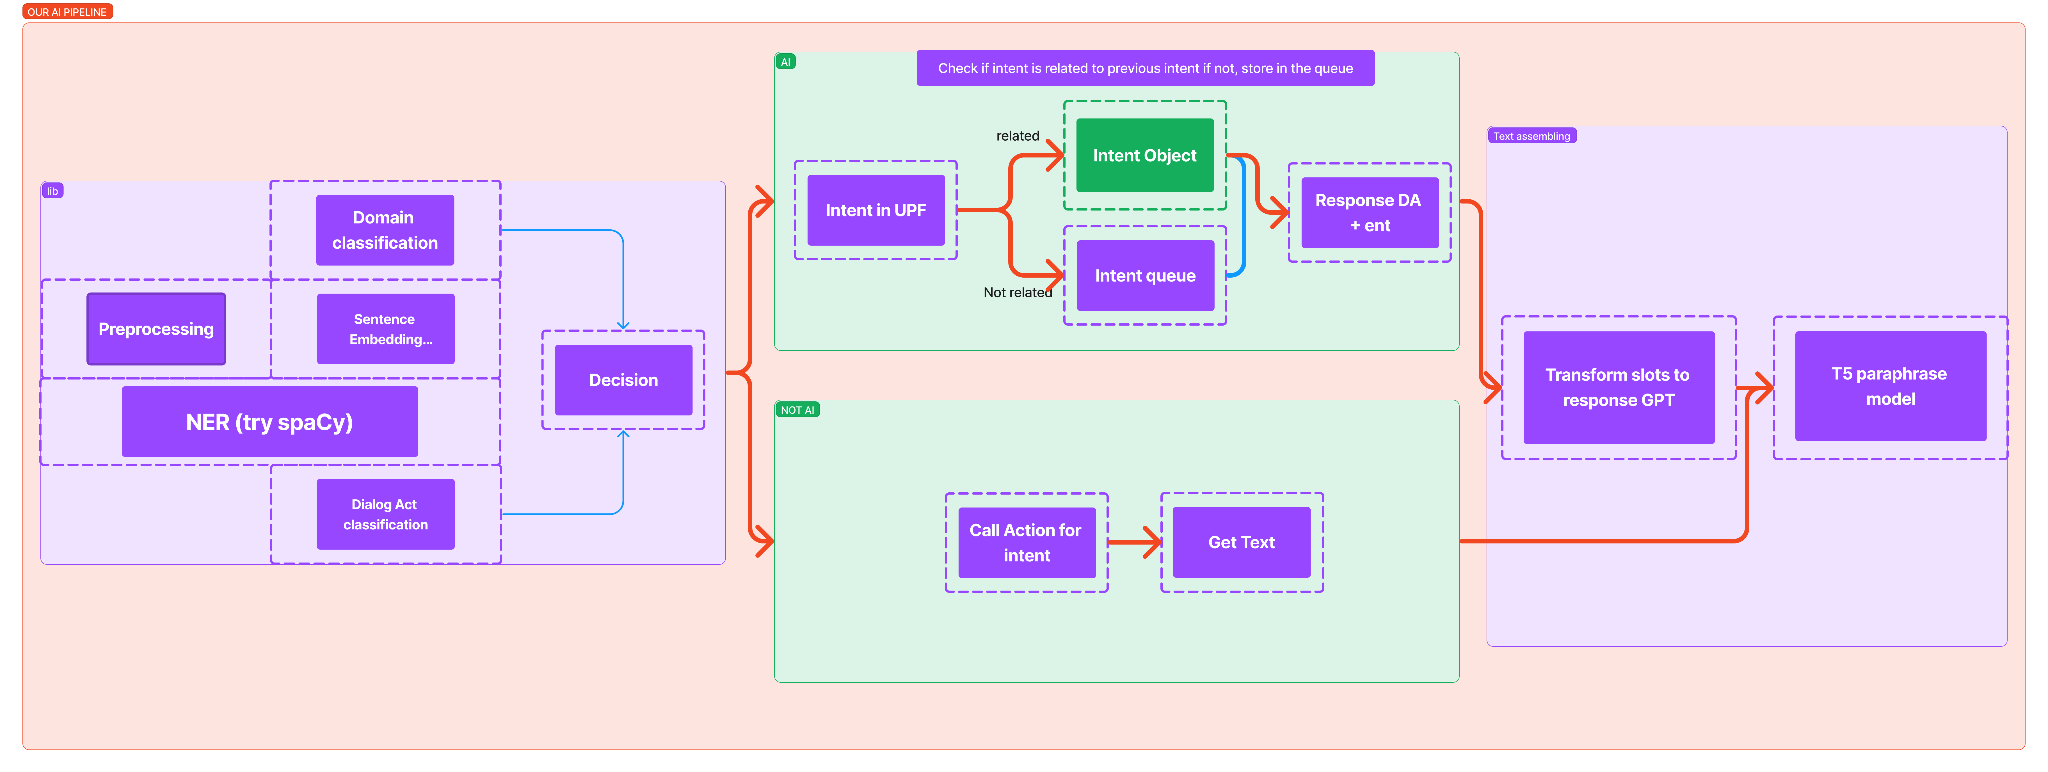 OUR AI PIPELINE
lib
Domain
classification
Preprocessing
Sentence
Embedding...
NER (try spaCy)
Dialog Act
classification
Decision
AI
Check if intent is related to previous intent if not, store in the queue
Intent in UPF
related
Not related
Intent Object
Intent queue
Response DA
+ ent
NOT AI
Call Action for
intent
Get Text
Text assembling
Transform slots to
response GPT
T5 paraphrase
model